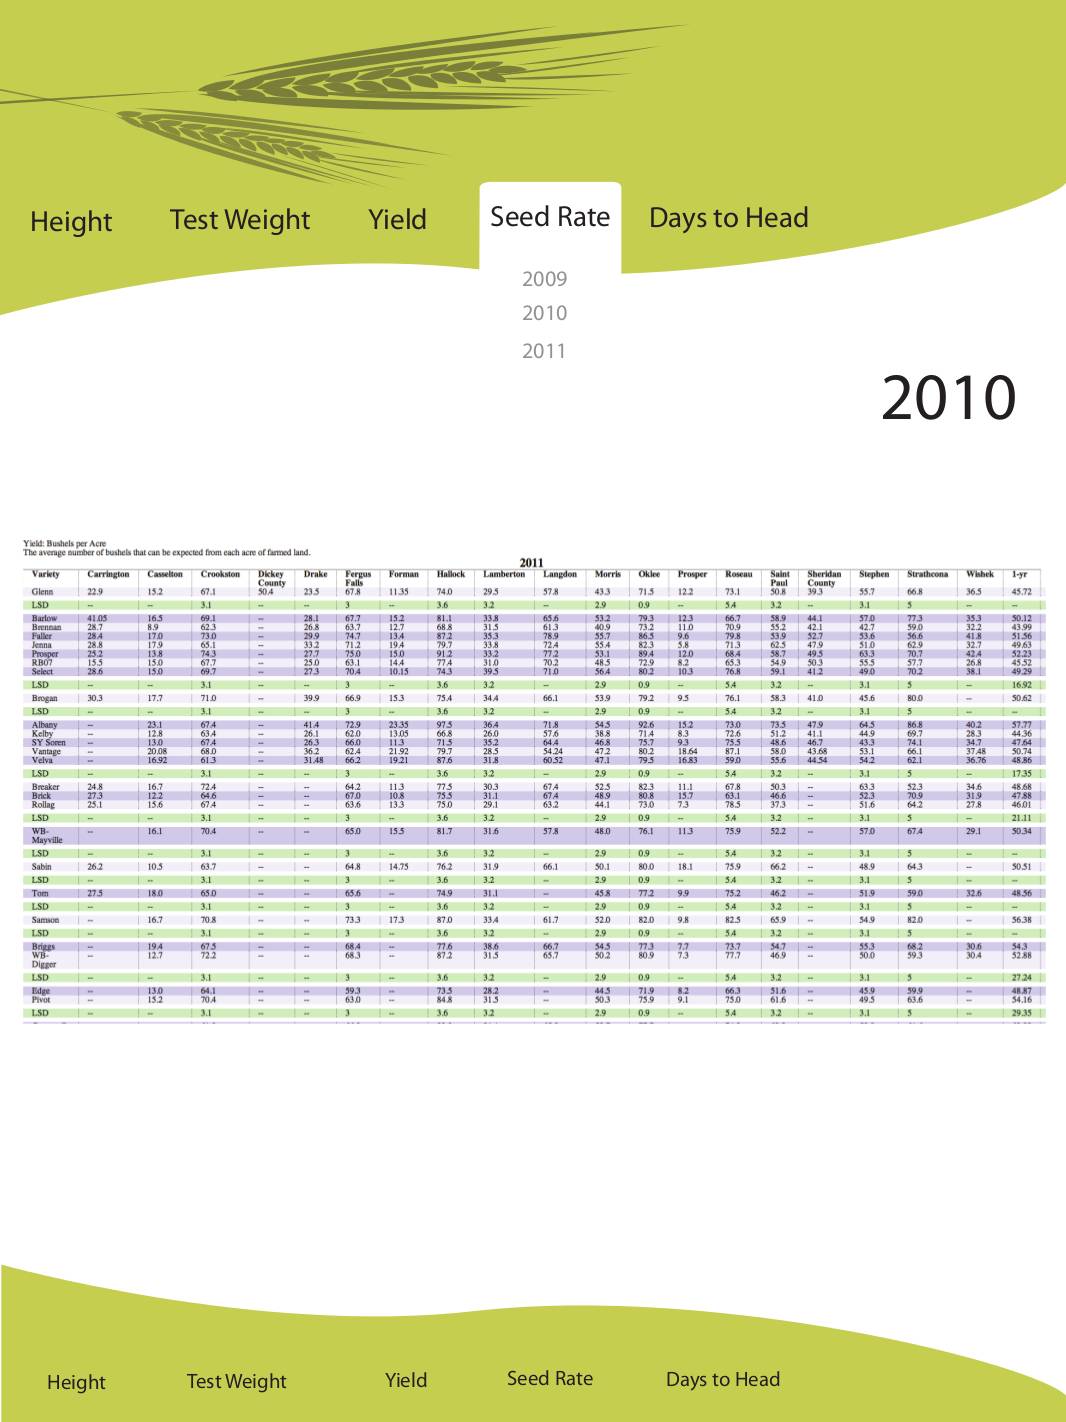 Height Test Weight Yield Seed Rate Days to Head
2009
2010
2011
2010
Yield: Bushels per Acre
The average number of bushels that can be expected from each acre of farmed land.
2011
Variety Carrington Casselton Crookston Dickey County Drake Fergus Falls Forman Hallock Lamberton Langdon Morris Oklee Prosper Roseau Saint Paul Sheridan County Stephen Strathcona Wishek 1-yr
Glenn 22.9 15.2 67.1 50.4 23.5 67.8 11.35 74.0 29.5 57.8 43.3 71.5 12.2 73.1 50.8 39.3 55.7 66.8 36.5 45.72
LSD -- -- 3.1 -- -- 3 -- 3.6 3.2 -- 2.9 0.9 -- 5.4 3.2 -- 3.1 5 -- --
Barlow 41.05 16.5 69.1 -- 28.1 67.7 15.2 81.1 33.8 65.6 53.2 79.3 12.3 66.7 58.9 44.1 57.0 77.3 35.3 50.12
Brennan 28.7 8.9 62.3 -- 26.8 63.7 12.7 68.8 31.5 61.3 40.9 73.2 11.0 70.9 55.2 42.1 42.7 59.0 32.2 43.99
Faller 28.4 17.0 73.0 -- 29.9 74.7 13.4 87.2 35.3 78.9 55.7 86.5 9.6 79.8 53.9 52.7 53.6 56.6 41.8 51.56
Jenna 28.8 17.9 65.1 -- 33.2 71.2 19.4 79.7 33.8 72.4 55.4 82.3 5.8 71.3 62.5 47.9 51.0 62.9 32.7 49.63
Prosper 25.2 13.8 74.3 -- 27.7 75.0 15.0 91.2 33.2 77.2 53.1 89.4 12.0 68.4 58.7 49.5 63.3 70.7 42.4 52.23
RB07 15.5 15.0 67.7 -- 25.0 63.1 14.4 77.4 31.0 70.2 48.5 72.9 8.2 65.3 54.9 50.3 55.5 57.7 26.8 45.52
Select 28.6 15.0 69.7 -- 27.3 70.4 10.15 74.3 39.5 71.0 56.4 80.2 10.3 76.8 59.1 41.2 49.0 70.2 38.1 49.29
LSD -- -- 3.1 -- -- 3 -- 3.6 3.2 -- 2.9 0.9 -- 5.4 3.2 -- 3.1 5 -- 16.92
Brogan 30.3 17.7 71.0 -- 39.9 66.9 15.3 75.4 34.4 66.1 53.9 79.2 9.5 76.1 58.3 41.0 45.6 80.0 -- 50.62
LSD -- -- 3.1 -- -- 3 -- 3.6 3.2 -- 2.9 0.9 -- 5.4 3.2 -- 3.1 5 -- --
Albany -- 23.1 67.4 -- 41.4 72.9 23.35 97.5 36.4 71.8 54.5 92.6 15.2 73.0 73.5 47.9 64.5 86.8 40.2 57.77
Kelby -- 12.8 63.4 -- 26.1 62.0 13.05 66.8 26.0 57.6 38.8 71.4 8.3 72.6 51.2 41.1 44.9 69.7 28.3 44.36
SY Soren -- 13.0 67.4 -- 26.3 66.0 11.3 71.5 35.2 64.4 46.8 75.7 9.3 75.5 48.6 46.7 43.3 74.1 34.7 47.64
Vantage -- 20.08 68.0 -- 36.2 62.4 21.92 79.7 28.5 54.24 47.2 80.2 18.64 87.1 58.0 43.68 53.1 66.1 37.48 50.74
Velva -- 16.92 61.3 -- 31.48 66.2 19.21 87.6 31.8 60.52 47.1 79.5 16.83 59.0 55.6 44.54 54.2 62.1 36.76 48.86
LSD -- -- 3.1 -- -- 3 -- 3.6 3.2 -- 2.9 0.9 -- 5.4 3.2 -- 3.1 5 -- 17.35
Breaker 24.8 16.7 72.4 -- -- 64.2 11.3 77.5 30.3 67.4 52.5 82.3 11.1 67.8 50.3 -- 63.3 52.3 34.6 48.68
Brick 27.3 12.2 64.6 -- -- 67.0 10.8 75.5 31.1 67.4 48.9 80.8 15.7 63.1 46.6 -- 52.3 70.9 31.9 47.88
Rollag 25.1 15.6 67.4 -- -- 63.6 13.3 75.0 29.1 63.2 44.1 73.0 7.3 78.5 37.3 -- 51.6 64.2 27.8 46.01
LSD -- -- 3.1 -- -- 3 -- 3.6 3.2 -- 2.9 0.9 -- 5.4 3.2 -- 3.1 5 -- 21.11
WB-Mayville -- 16.1 70.4 -- -- 65.0 15.5 81.7 31.6 57.8 48.0 76.1 11.3 75.9 52.2 -- 57.0 67.4 29.1 50.34
LSD -- -- 3.1 -- -- 3 -- 3.6 3.2 -- 2.9 0.9 -- 5.4 3.2 -- 3.1 5 -- --
Sabin 26.2 10.5 63.7 -- -- 64.8 14.75 76.2 31.9 66.1 50.1 80.0 18.1 75.9 66.2 -- 48.9 64.3 -- 50.51
LSD -- -- 3.1 -- -- 3 -- 3.6 3.2 -- 2.9 0.9 -- 5.4 3.2 -- 3.1 5 -- --
Tom 27.5 18.0 65.0 -- -- 65.6 -- 74.9 31.1 -- 45.8 77.2 9.9 75.2 46.2 -- 51.9 59.0 32.6 48.56
LSD -- -- 3.1 -- -- 3 -- 3.6 3.2 -- 2.9 0.9 -- 5.4 3.2 -- 3.1 5 -- --
Samson -- 16.7 70.8 -- -- 73.3 17.3 87.0 33.4 61.7 52.0 82.0 9.8 82.5 65.9 -- 54.9 82.0 -- 56.38
LSD -- -- 3.1 -- -- 3 -- 3.6 3.2 -- 2.9 0.9 -- 5.4 3.2 -- 3.1 5 -- --
Briggs -- 19.4 67.5 -- -- 68.4 -- 77.6 38.6 66.7 54.5 77.3 7.7 73.7 54.7 -- 55.3 68.2 30.6 54.3
WB-Digger -- 12.7 72.2 -- -- 68.3 -- 87.2 31.5 65.7 50.2 80.9 7.3 77.7 46.9 -- 50.0 59.3 30.4 52.88
LSD -- -- 3.1 -- -- 3 -- 3.6 3.2 -- 2.9 0.9 -- 5.4 3.2 -- 3.1 5 -- 27.24
Edge -- 13.0 64.1 -- -- 59.3 -- 73.5 28.2 -- 44.5 71.9 8.2 66.3 51.6 -- 45.9 59.9 -- 48.87
Pivot -- 15.2 70.4 -- -- 63.0 -- 84.8 31.5 -- 50.3 75.9 9.1 75.0 61.6 -- 49.5 63.6 -- 54.16
LSD -- -- 3.1 -- -- 3 -- 3.6 3.2 -- 2.9 0.9 -- 5.4 3.2 -- 3.1 5 -- 29.35
Height Test Weight Yield Seed Rate Days to Head